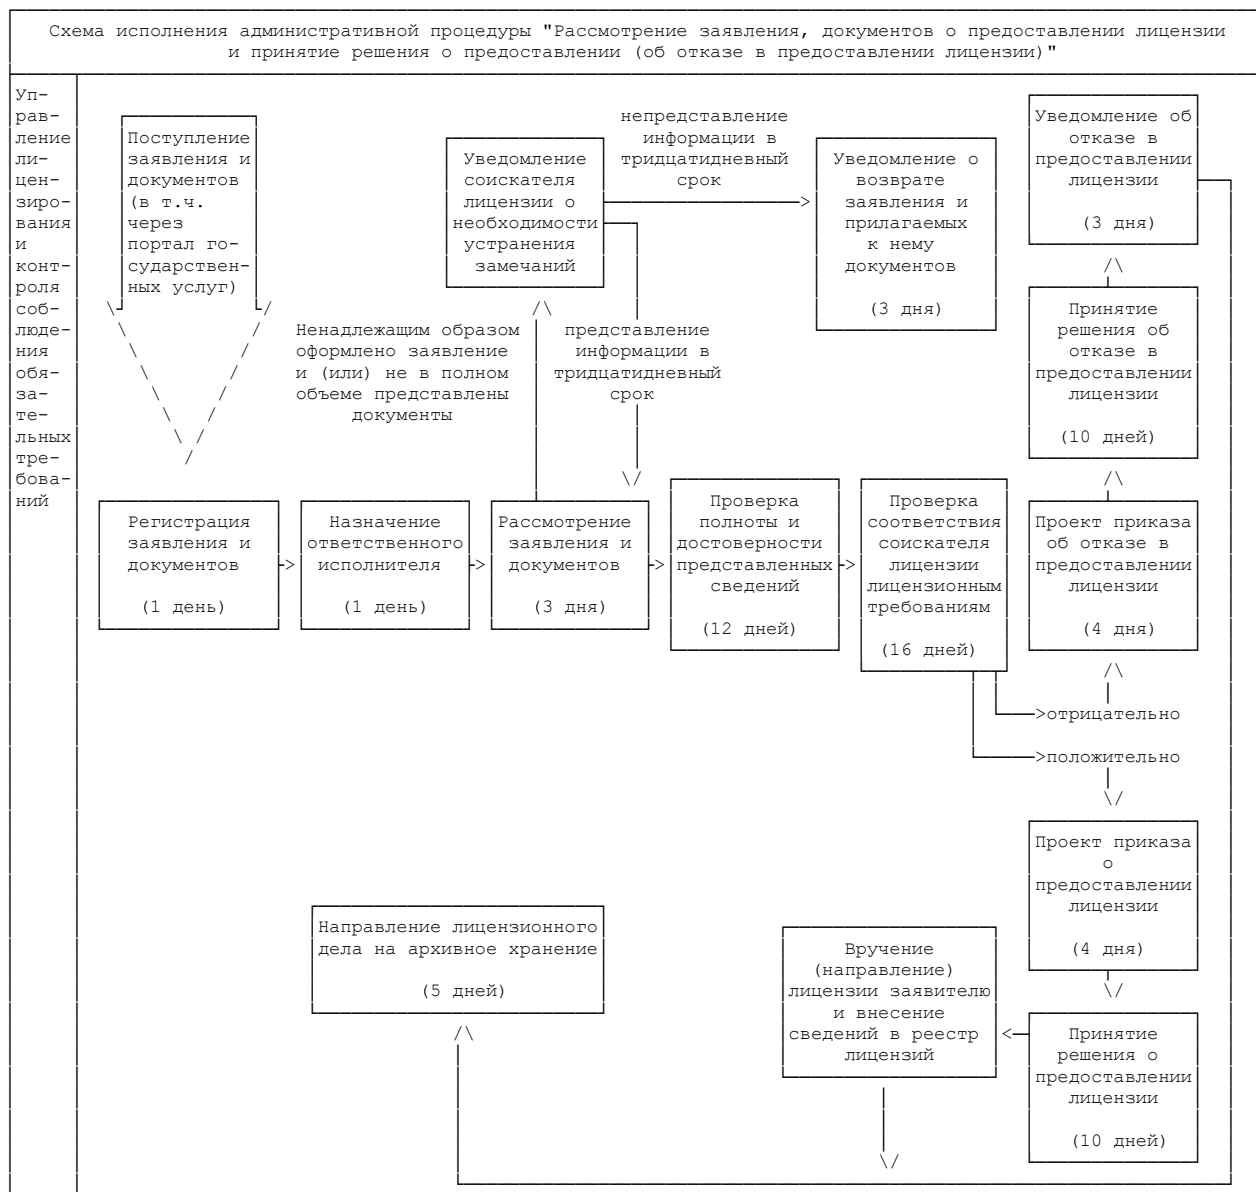 Схема исполнения административной процедуры "Рассмотрение заявления, документов о предоставлении лицензии
и принятие решения о предоставлении (об отказе в предоставлении лицензии)"
Уп-
рав-
ление
ли-
цен-
зиро-
вания
и
конт-
роля
соб-
люде-
ния
обя-
за-
те-
льных
тре-
бова-
ний
Поступление
заявления и
документов
(в т.ч.
через
портал го-
сударствен-
ных услуг)
Ненадлежащим образом
оформлено заявление
и (или) не в полном
объеме представлены
документы
Уведомление
соискателя
лицензии о
необходимости
устранения
замечаний
непредставление
информации в
тридцатидневный
срок
представление
информации в
тридцатидневный
срок
Уведомление о
возврате
заявления и
прилагаемых
к нему
документов
(3 дня)
Уведомление об
отказе в
предоставлении
лицензии
(3 дня)
Принятие
решения об
отказе в
предоставлении
лицензии
(10 дней)
Регистрация
заявления и
документов
(1 день)
Назначение
ответственного
исполнителя
(1 день)
Рассмотрение
заявления и
документов
(3 дня)
Проверка
полноты и
достоверности
представленных
сведений
(12 дней)
Проверка
соответствия
соискателя
лицензии
лицензионным
требованиям
(16 дней)
Проект приказа
об отказе в
предоставлении
лицензии
(4 дня)
отрицательно
положительно
Проект приказа
о
предоставлении
лицензии
(4 дня)
Направление лицензионного
дела на архивное хранение
(5 дней)
Вручение
(направление)
лицензии заявителю
и внесение
сведений в реестр
лицензий
Принятие
решения о
предоставлении
лицензии
(10 дней)